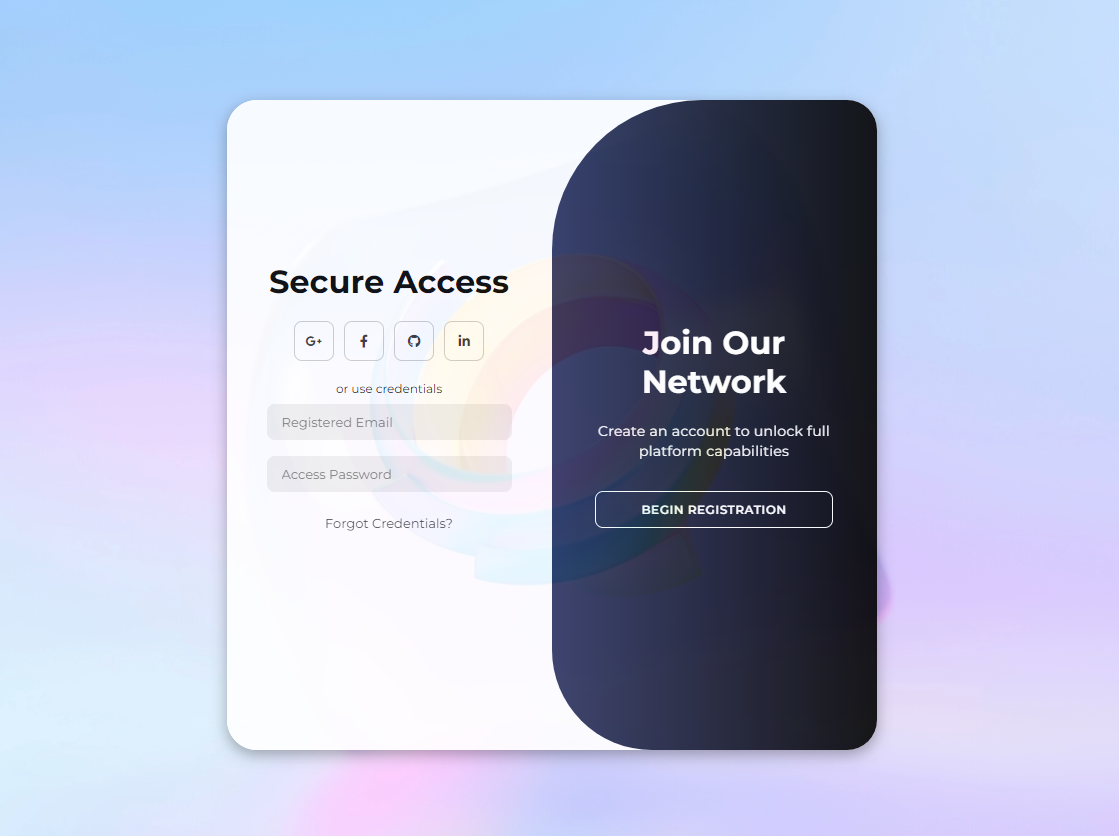 Secure Access
G+
f
in
or use credentials
Registered Email
Access Password
Forgot Credentials?
Join Our
Network
Create an account to unlock full
platform capabilities
BEGIN REGISTRATION